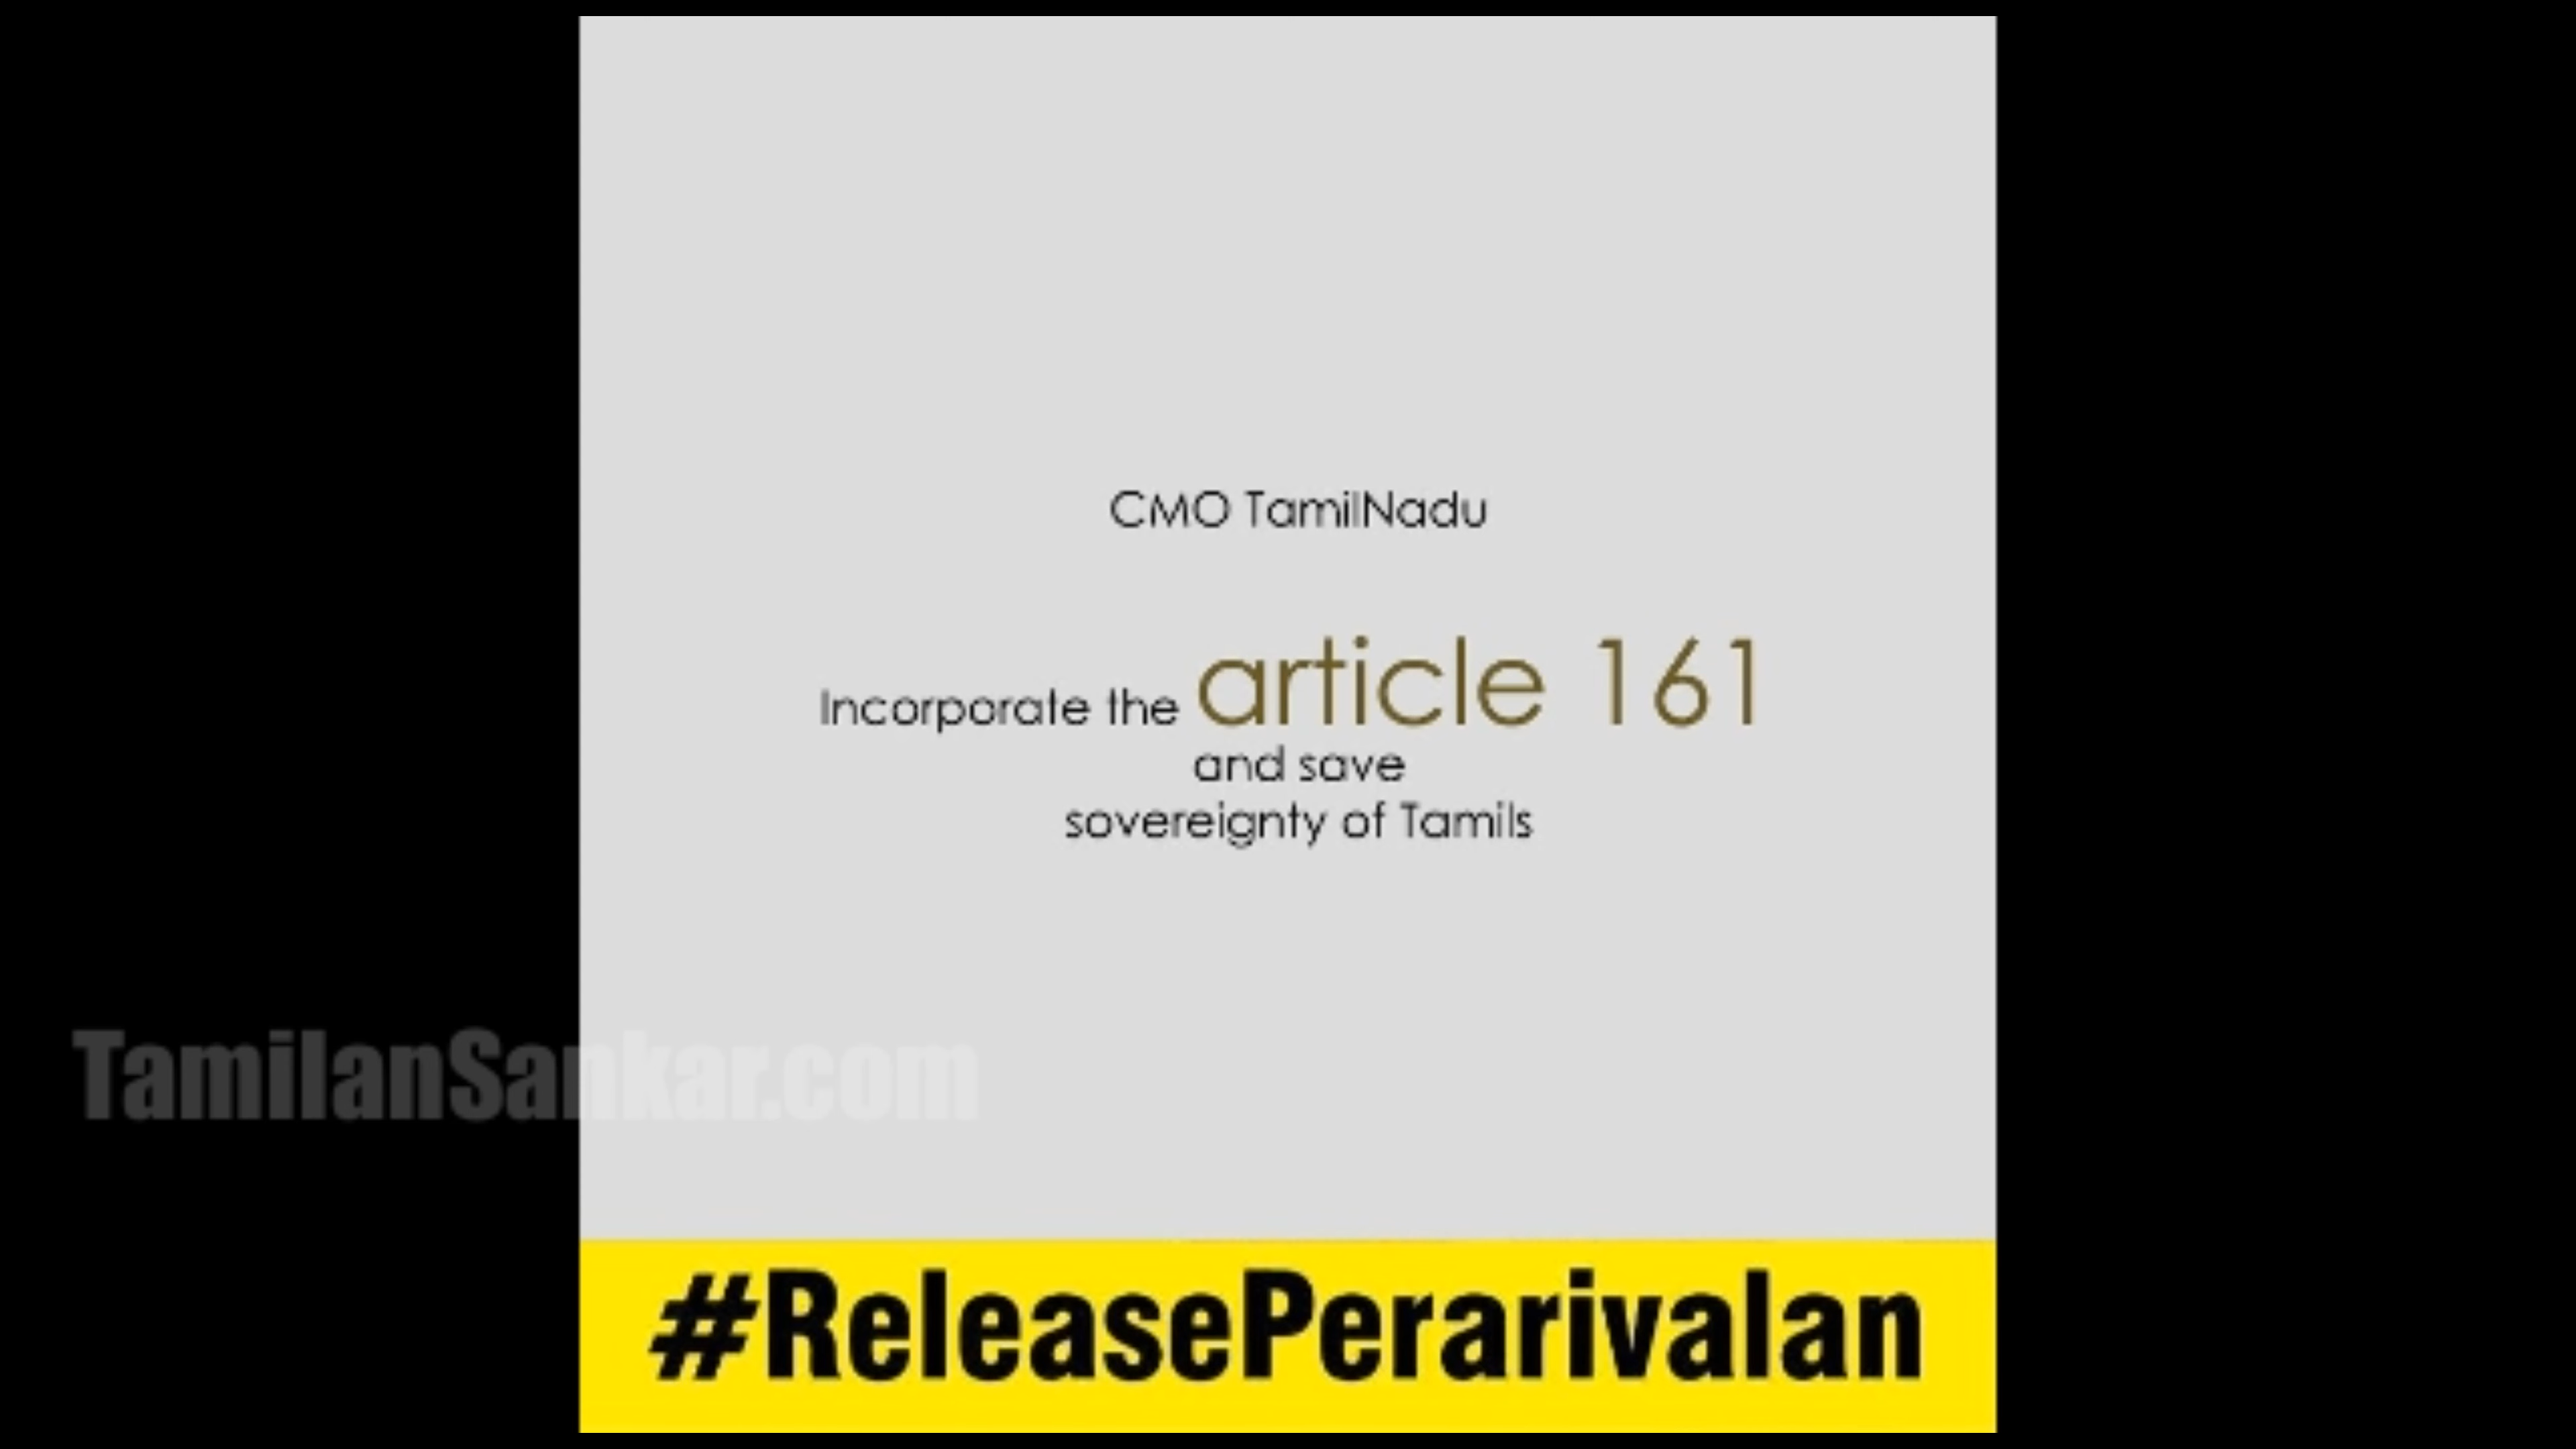 CMO TamilNadu
Incorporate the article 161
and save
sovereignty of Tamils
TamilanSankar.com
#ReleasePerarivalan